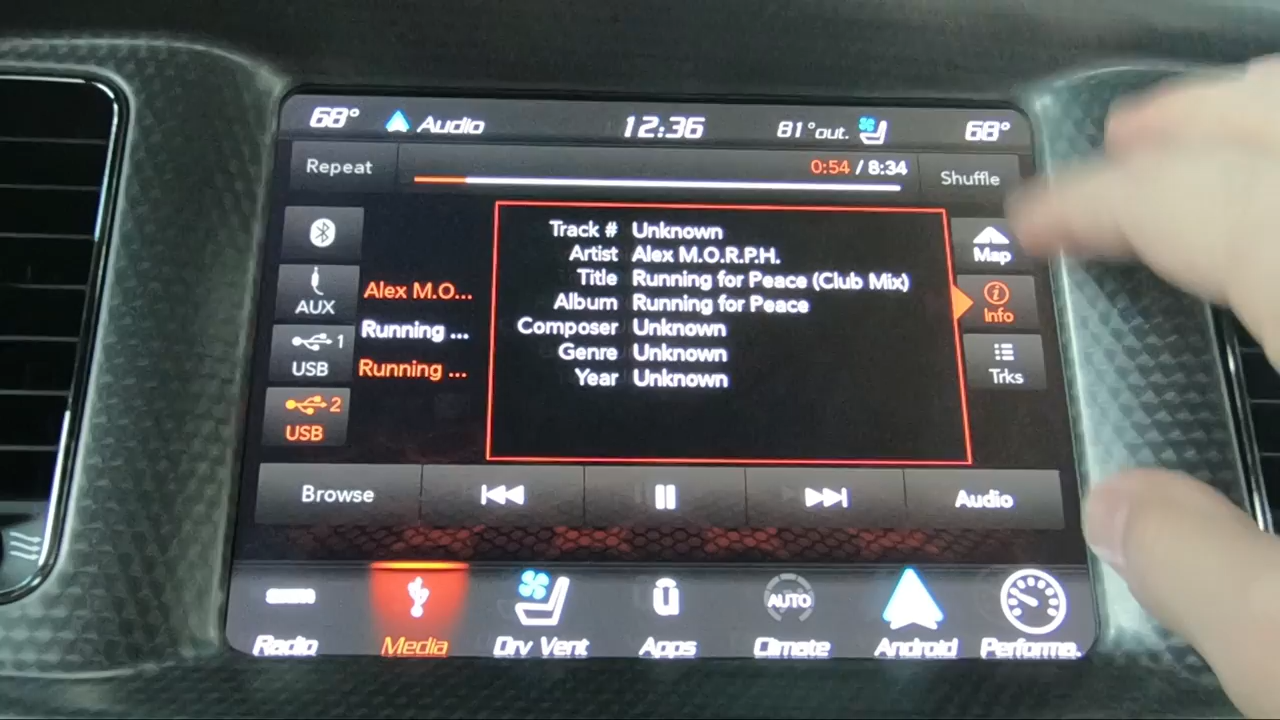 68° Audio 12:36 81°out. 68°
Repeat 0:54 / 8:34 Shuffle
Track # Unknown
Artist Alex M.O.R.P.H.
Title Running for Peace (Club Mix)
Album Running for Peace
Composer Unknown
Genre Unknown
Year Unknown
AUX
1
USB
2
USB
Alex M.O...
Running ...
Running ...
Map
Info
Trks
Browse Audio
AUTO
Radio Media Drv Vent Apps Climate Android Performa.